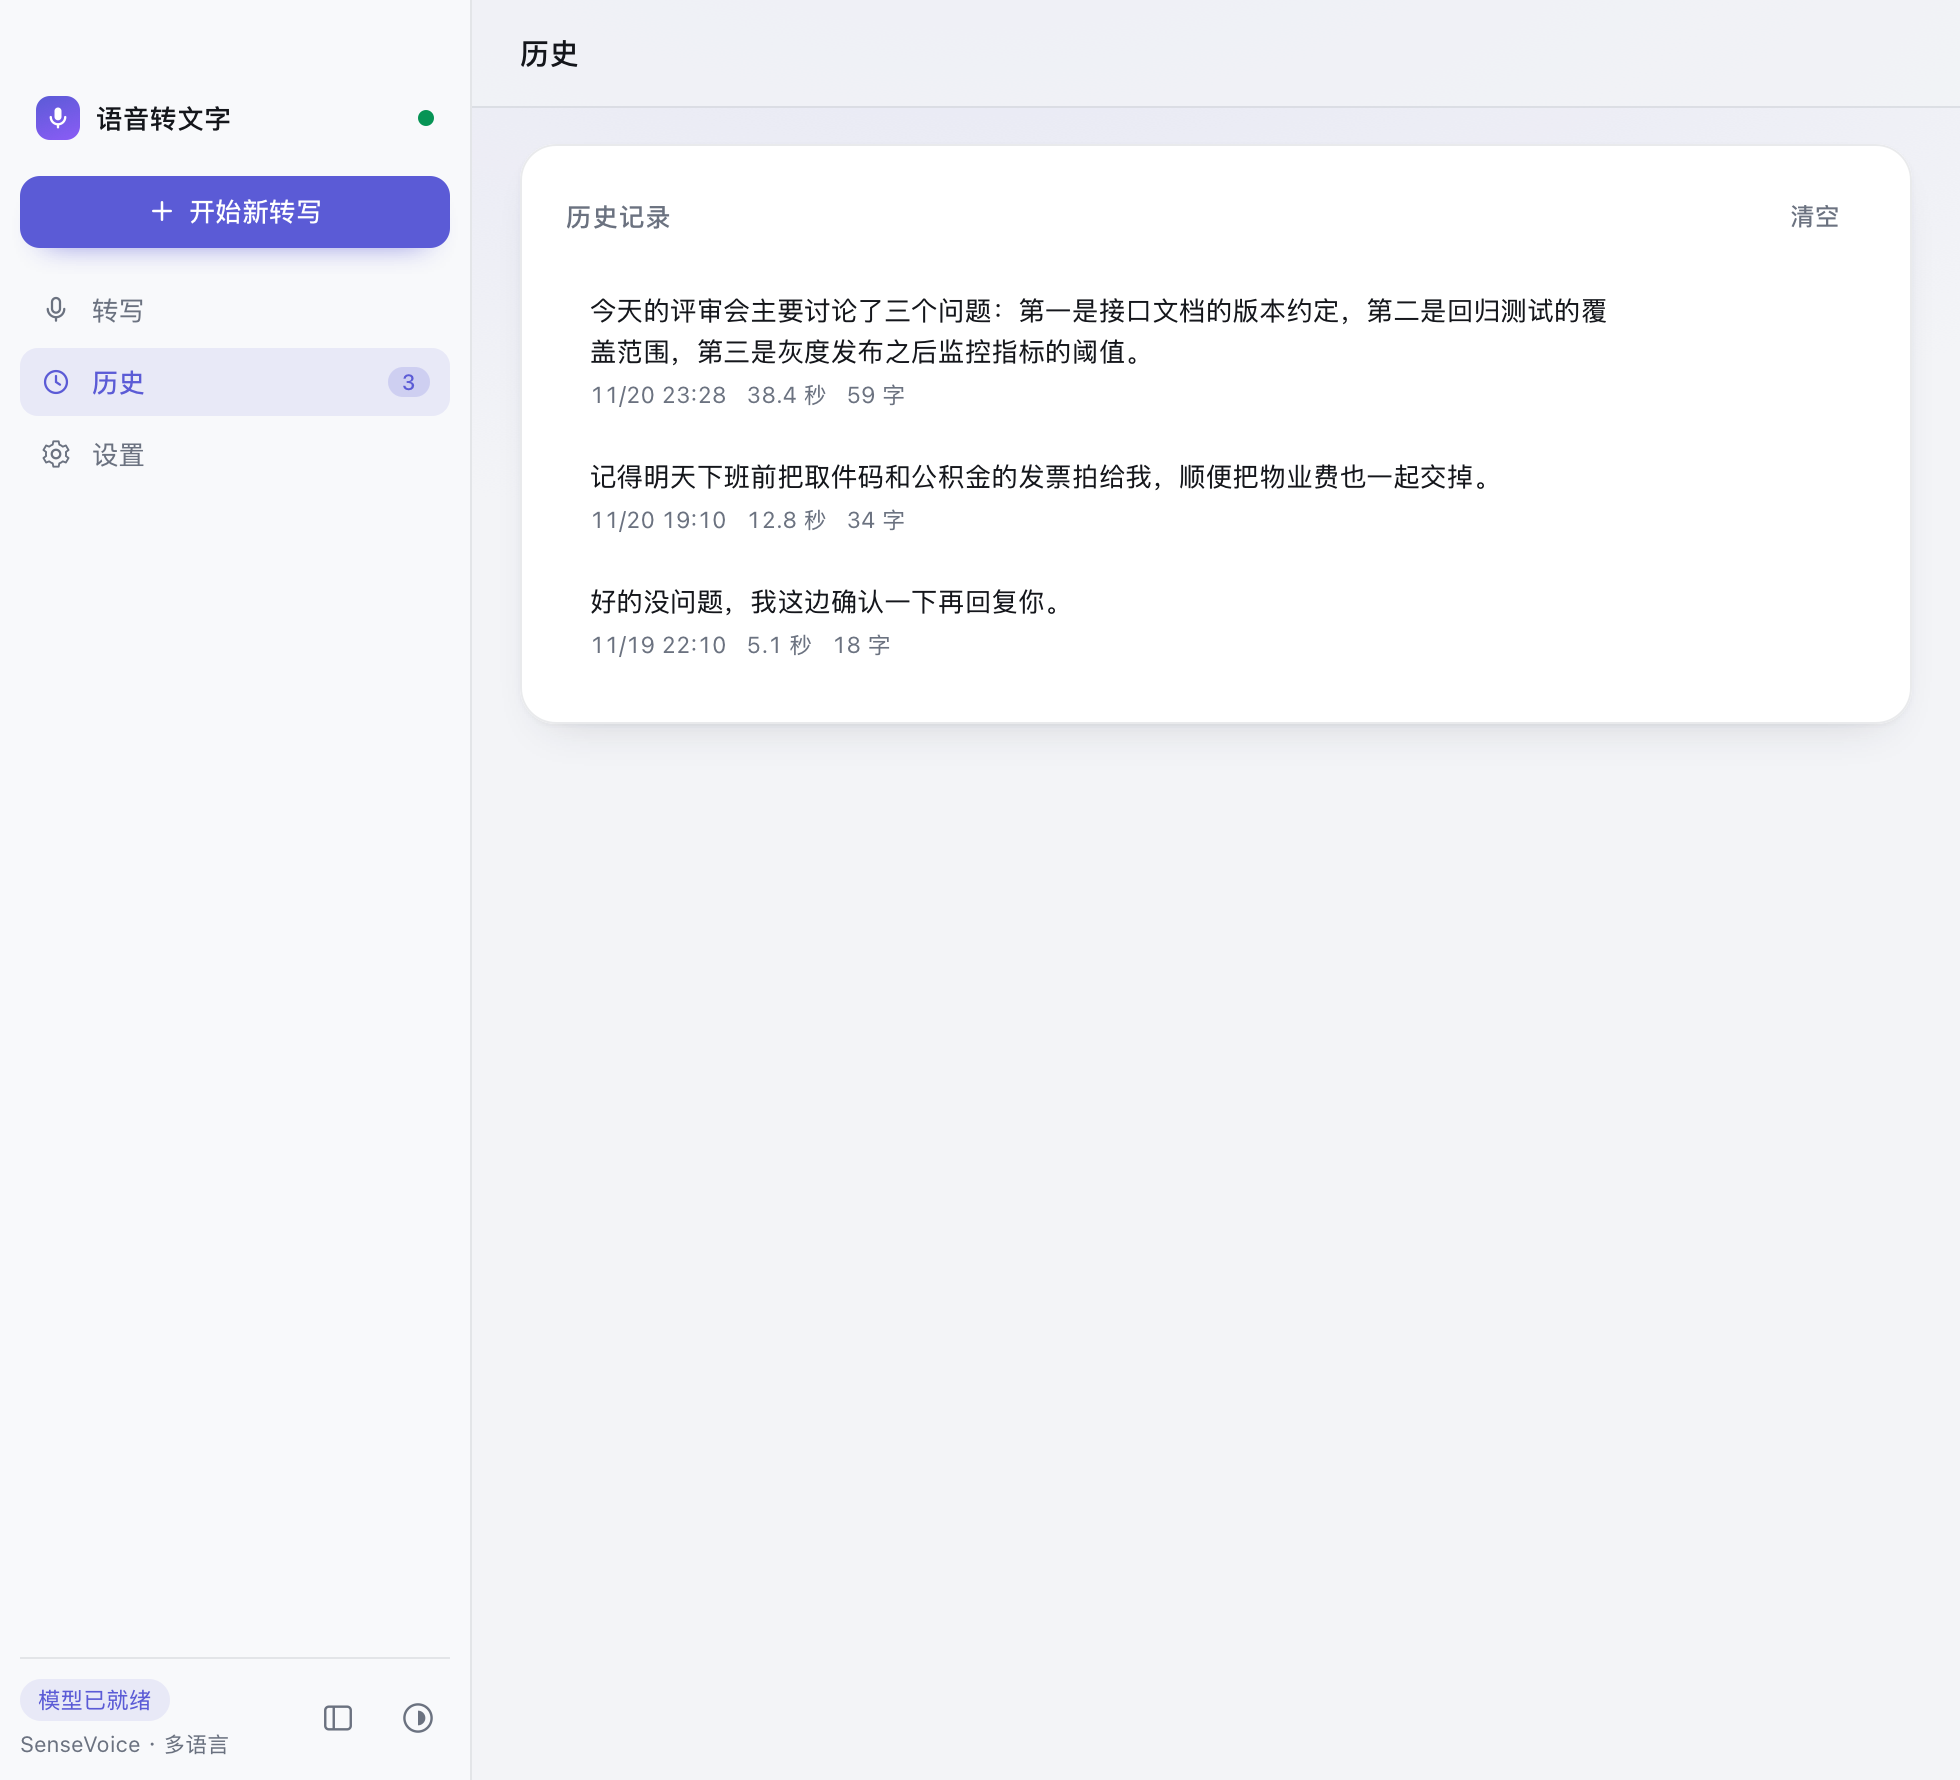 语音转文字
开始新转写
转写
历史
3
设置
模型已就绪
SenseVoice · 多语言
历史
历史记录
清空
今天的评审会主要讨论了三个问题：第一是接口文档的版本约定，第二是回归测试的覆
盖范围，第三是灰度发布之后监控指标的阈值。
11/20 23:28 38.4 秒 59 字
记得明天下班前把取件码和公积金的发票拍给我，顺便把物业费也一起交掉。
11/20 19:10 12.8 秒 34 字
好的没问题，我这边确认一下再回复你。
11/19 22:10 5.1 秒 18 字